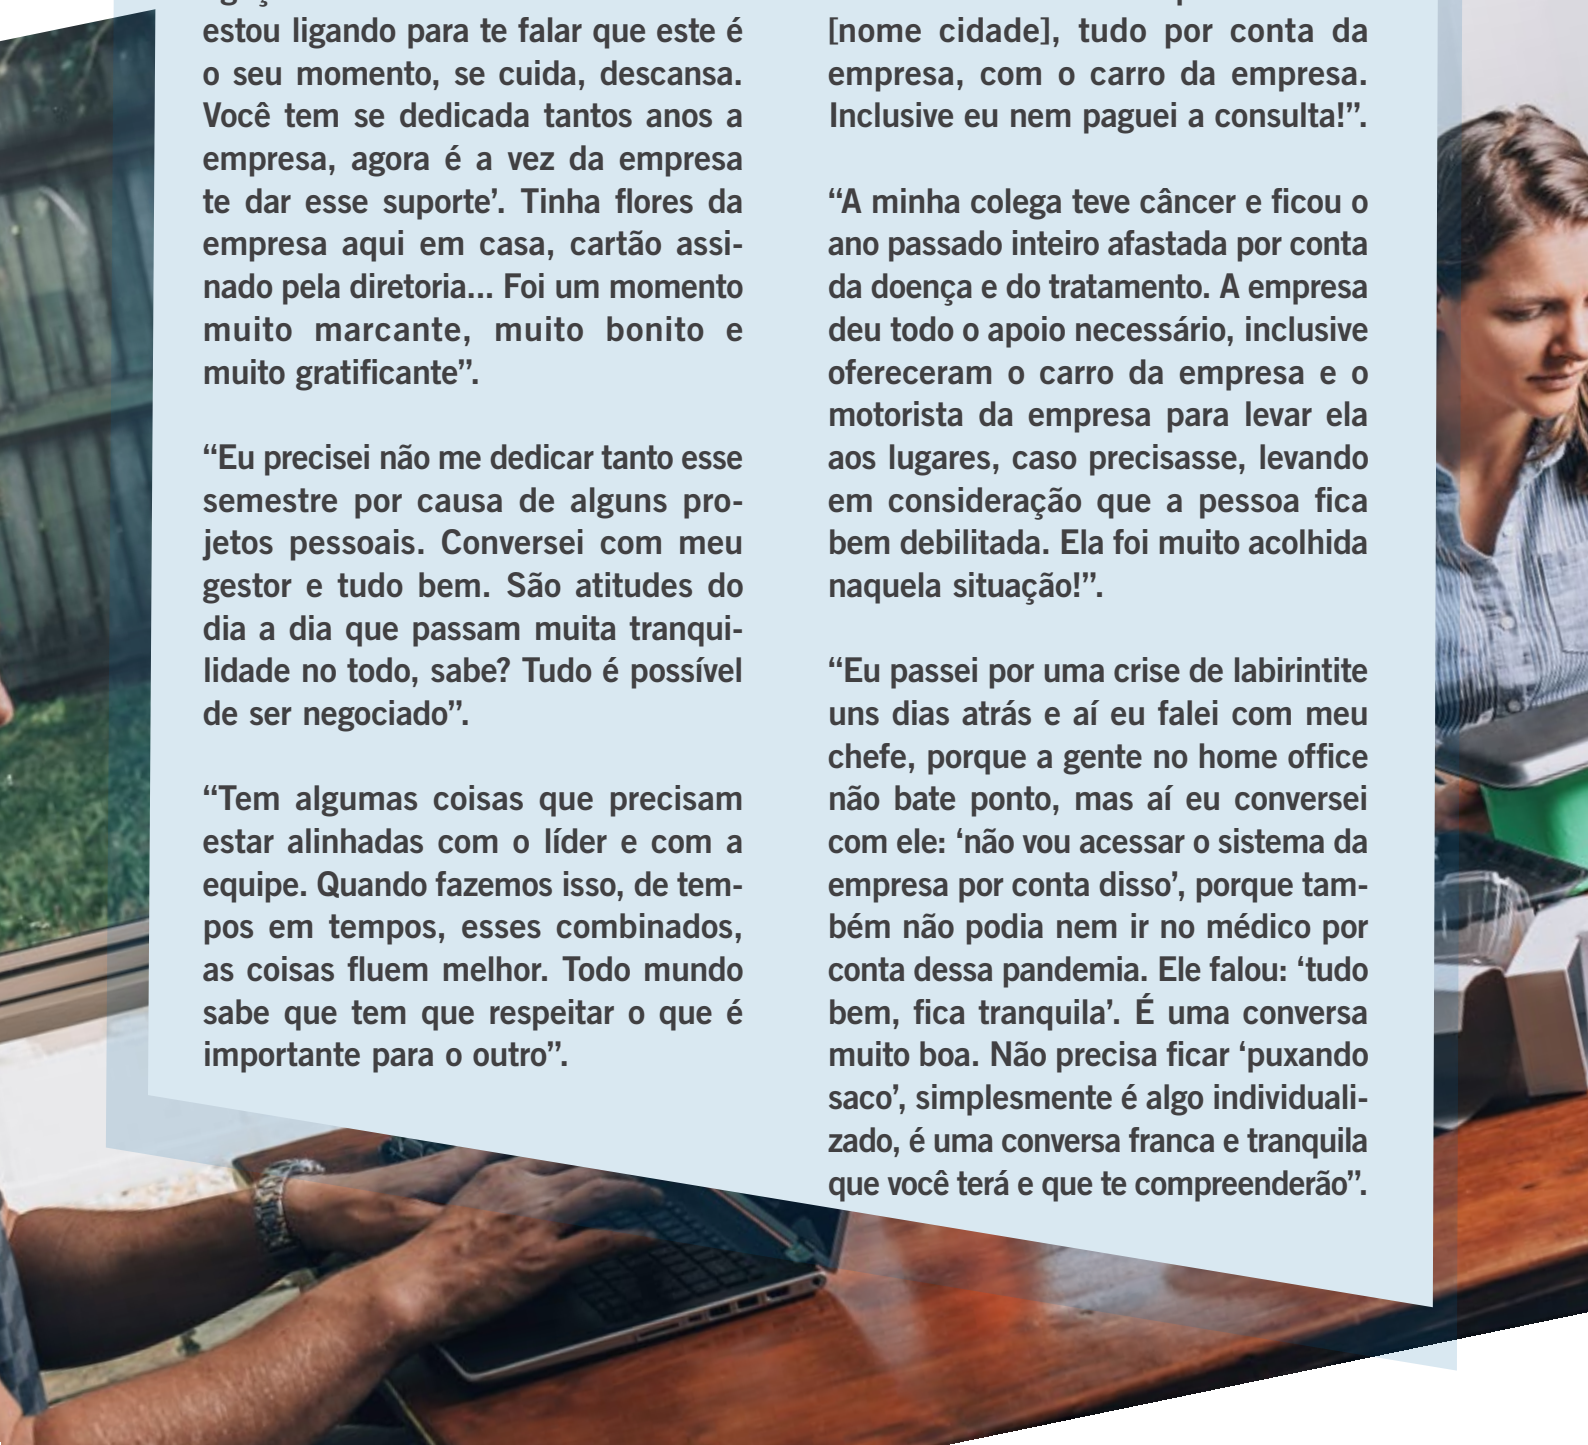 estou ligando para te falar que este é
o seu momento, se cuida, descansa.
Você tem se dedicada tantos anos a
empresa, agora é a vez da empresa
te dar esse suporte’. Tinha flores da
empresa aqui em casa, cartão assi-
nado pela diretoria... Foi um momento
muito marcante, muito bonito e
muito gratificante”.
“Eu precisei não me dedicar tanto esse
semestre por causa de alguns pro-
jetos pessoais. Conversei com meu
gestor e tudo bem. São atitudes do
dia a dia que passam muita tranqui-
lidade no todo, sabe? Tudo é possível
de ser negociado”.
“Tem algumas coisas que precisam
estar alinhadas com o líder e com a
equipe. Quando fazemos isso, de tem-
pos em tempos, esses combinados,
as coisas fluem melhor. Todo mundo
sabe que tem que respeitar o que é
importante para o outro”.
[nome cidade], tudo por conta da
empresa, com o carro da empresa.
Inclusive eu nem paguei a consulta!”.
“A minha colega teve câncer e ficou o
ano passado inteiro afastada por conta
da doença e do tratamento. A empresa
deu todo o apoio necessário, inclusive
ofereceram o carro da empresa e o
motorista da empresa para levar ela
aos lugares, caso precisasse, levando
em consideração que a pessoa fica
bem debilitada. Ela foi muito acolhida
naquela situação!”.
“Eu passei por uma crise de labirintite
uns dias atrás e aí eu falei com meu
chefe, porque a gente no home office
não bate ponto, mas aí eu conversei
com ele: ‘não vou acessar o sistema da
empresa por conta disso’, porque tam-
bém não podia nem ir no médico por
conta dessa pandemia. Ele falou: ‘tudo
bem, fica tranquila’. É uma conversa
muito boa. Não precisa ficar ‘puxando
saco’, simplesmente é algo individuali-
zado, é uma conversa franca e tranquila
que você terá e que te compreenderão”.